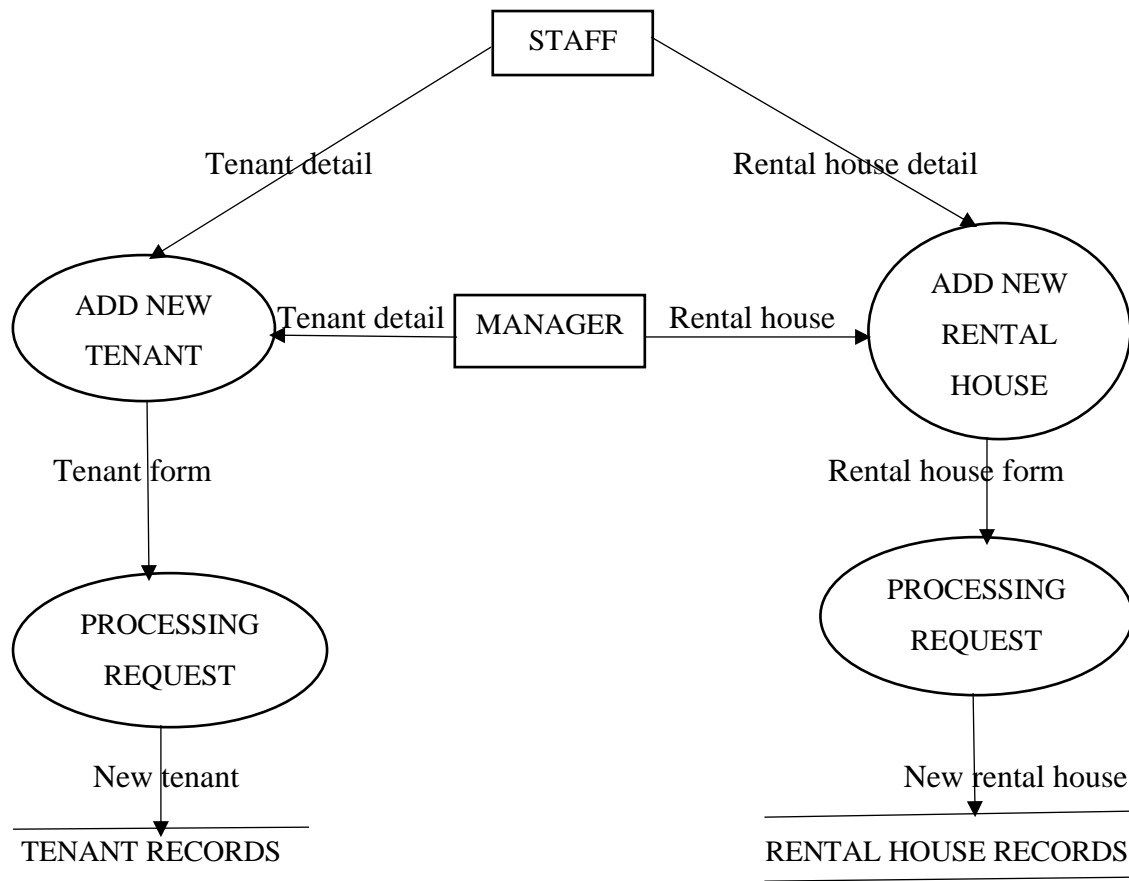 STAFF
Tenant detail
Rental house detail
ADD NEW
TENANT
Tenant detail
MANAGER
Rental house
ADD NEW
RENTAL
HOUSE
Tenant form
Rental house form
PROCESSING
REQUEST
PROCESSING
REQUEST
New tenant
New rental house
TENANT RECORDS
RENTAL HOUSE RECORDS